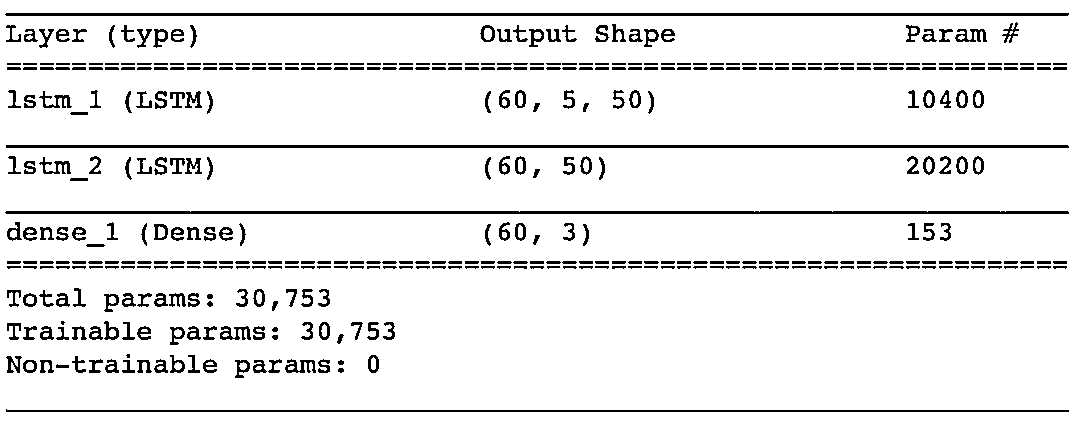 Layer (type) Output Shape Param #
=================================================================
lstm_1 (LSTM) (60, 5, 50) 10400
lstm_2 (LSTM) (60, 50) 20200
dense_1 (Dense) (60, 3) 153
=================================================================
Total params: 30,753
Trainable params: 30,753
Non-trainable params: 0